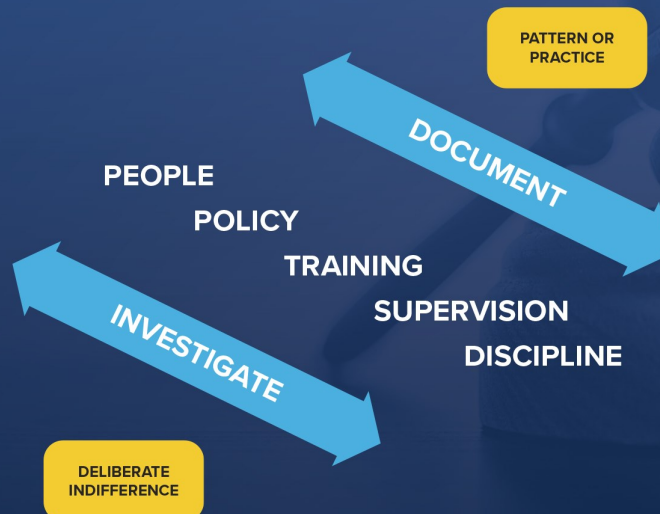 PATTERN OR
PRACTICE
DOCUMENT
PEOPLE
POLICY
TRAINING
SUPERVISION
DISCIPLINE
INVESTIGATE
DELIBERATE
INDIFFERENCE